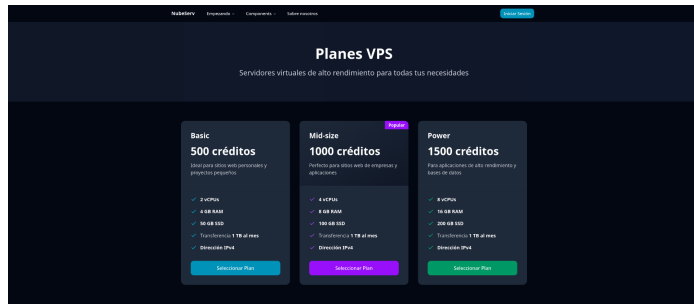 NubeServ
Empezando
Components
Sobre nosotros
Iniciar Sesión
Planes VPS
Servidores virtuales de alto rendimiento para todas tus necesidades
Basic
500 créditos
Ideal para sitios web personales y
proyectos pequeños
2 vCPUs
4 GB RAM
50 GB SSD
Transferencia 1 TB al mes
Dirección IPv4
Seleccionar Plan
Popular
Mid-size
1000 créditos
Perfecto para sitios web de empresas y
aplicaciones
4 vCPUs
8 GB RAM
100 GB SSD
Transferencia 1 TB al mes
Dirección IPv4
Seleccionar Plan
Power
1500 créditos
Para aplicaciones de alto rendimiento y
bases de datos
8 vCPUs
16 GB RAM
200 GB SSD
Transferencia 1 TB al mes
Dirección IPv4
Seleccionar Plan